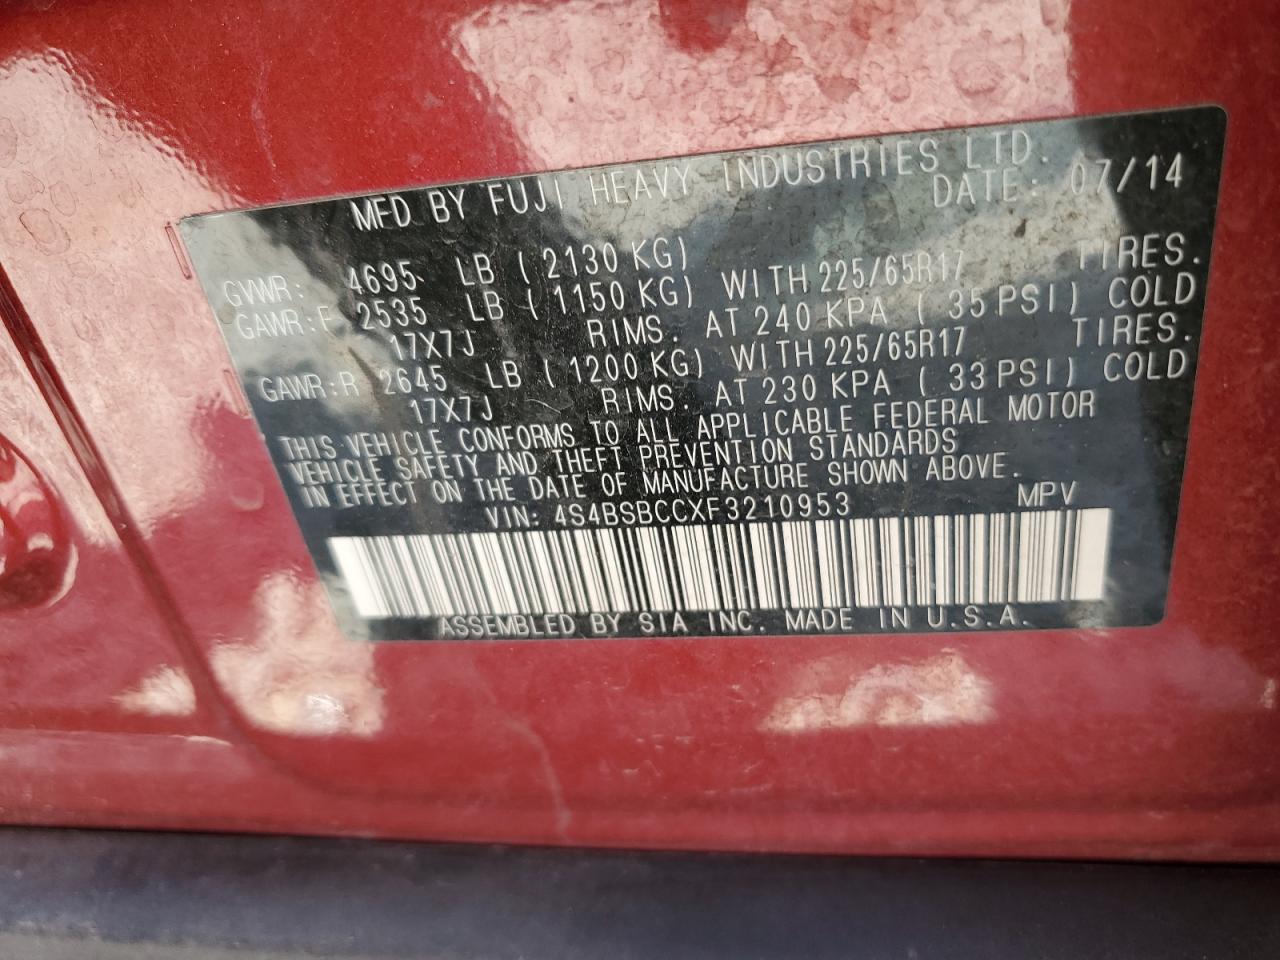 MFD BY FUJI HEAVY INDUSTRIES LTD.
DATE: 07/14
GVWR: 4695 LB ( 2130 KG)
GAWR:F 2535 LB ( 1150 KG) WITH 225/65R17 TIRES.
17X7J RIMS. AT 240 KPA ( 35 PSI) COLD
GAWR:R 2645 LB ( 1200 KG) WITH 225/65R17 TIRES.
17X7J RIMS. AT 230 KPA ( 33 PSI) COLD
THIS VEHICLE CONFORMS TO ALL APPLICABLE FEDERAL MOTOR
VEHICLE SAFETY AND THEFT PREVENTION STANDARDS
IN EFFECT ON THE DATE OF MANUFACTURE SHOWN ABOVE.
VIN: 4S4BSBCCXF3210953 MPV
ASSEMBLED BY SIA INC. MADE IN U.S.A.